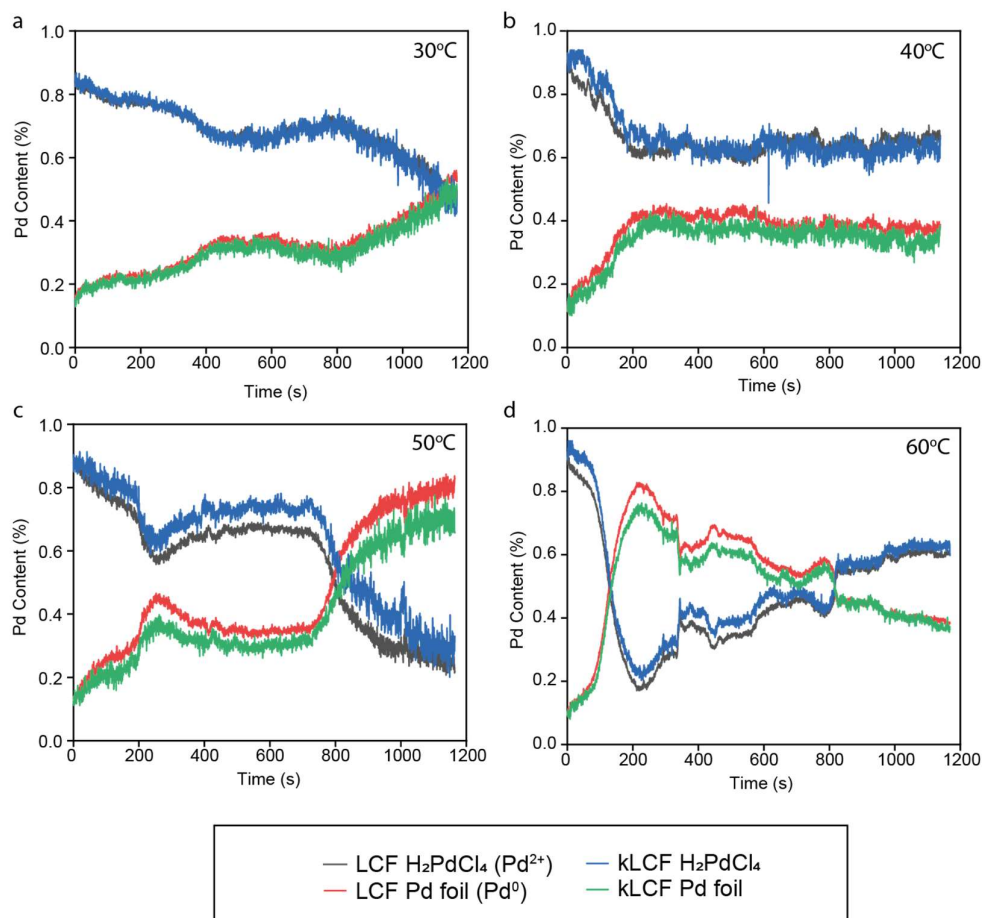 a
30°C
1.0
0.8
0.6
0.4
0.2
0.0
Pd Content (%)
0 200 400 600 800 1000 1200
Time (s)
b
40°C
1.0
0.8
0.6
0.4
0.2
0.0
Pd Content (%)
0 200 400 600 800 1000 1200
Time (s)
c
50°C
1.0
0.8
0.6
0.4
0.2
0.0
Pd Content (%)
0 200 400 600 800 1000 1200
Time (s)
d
60°C
1.0
0.8
0.6
0.4
0.2
0.0
Pd Content (%)
0 200 400 600 800 1000 1200
Time (s)
LCF H₂PdCl₄ (Pd²⁺)
kLCF H₂PdCl₄
LCF Pd foil (Pd⁰)
kLCF Pd foil